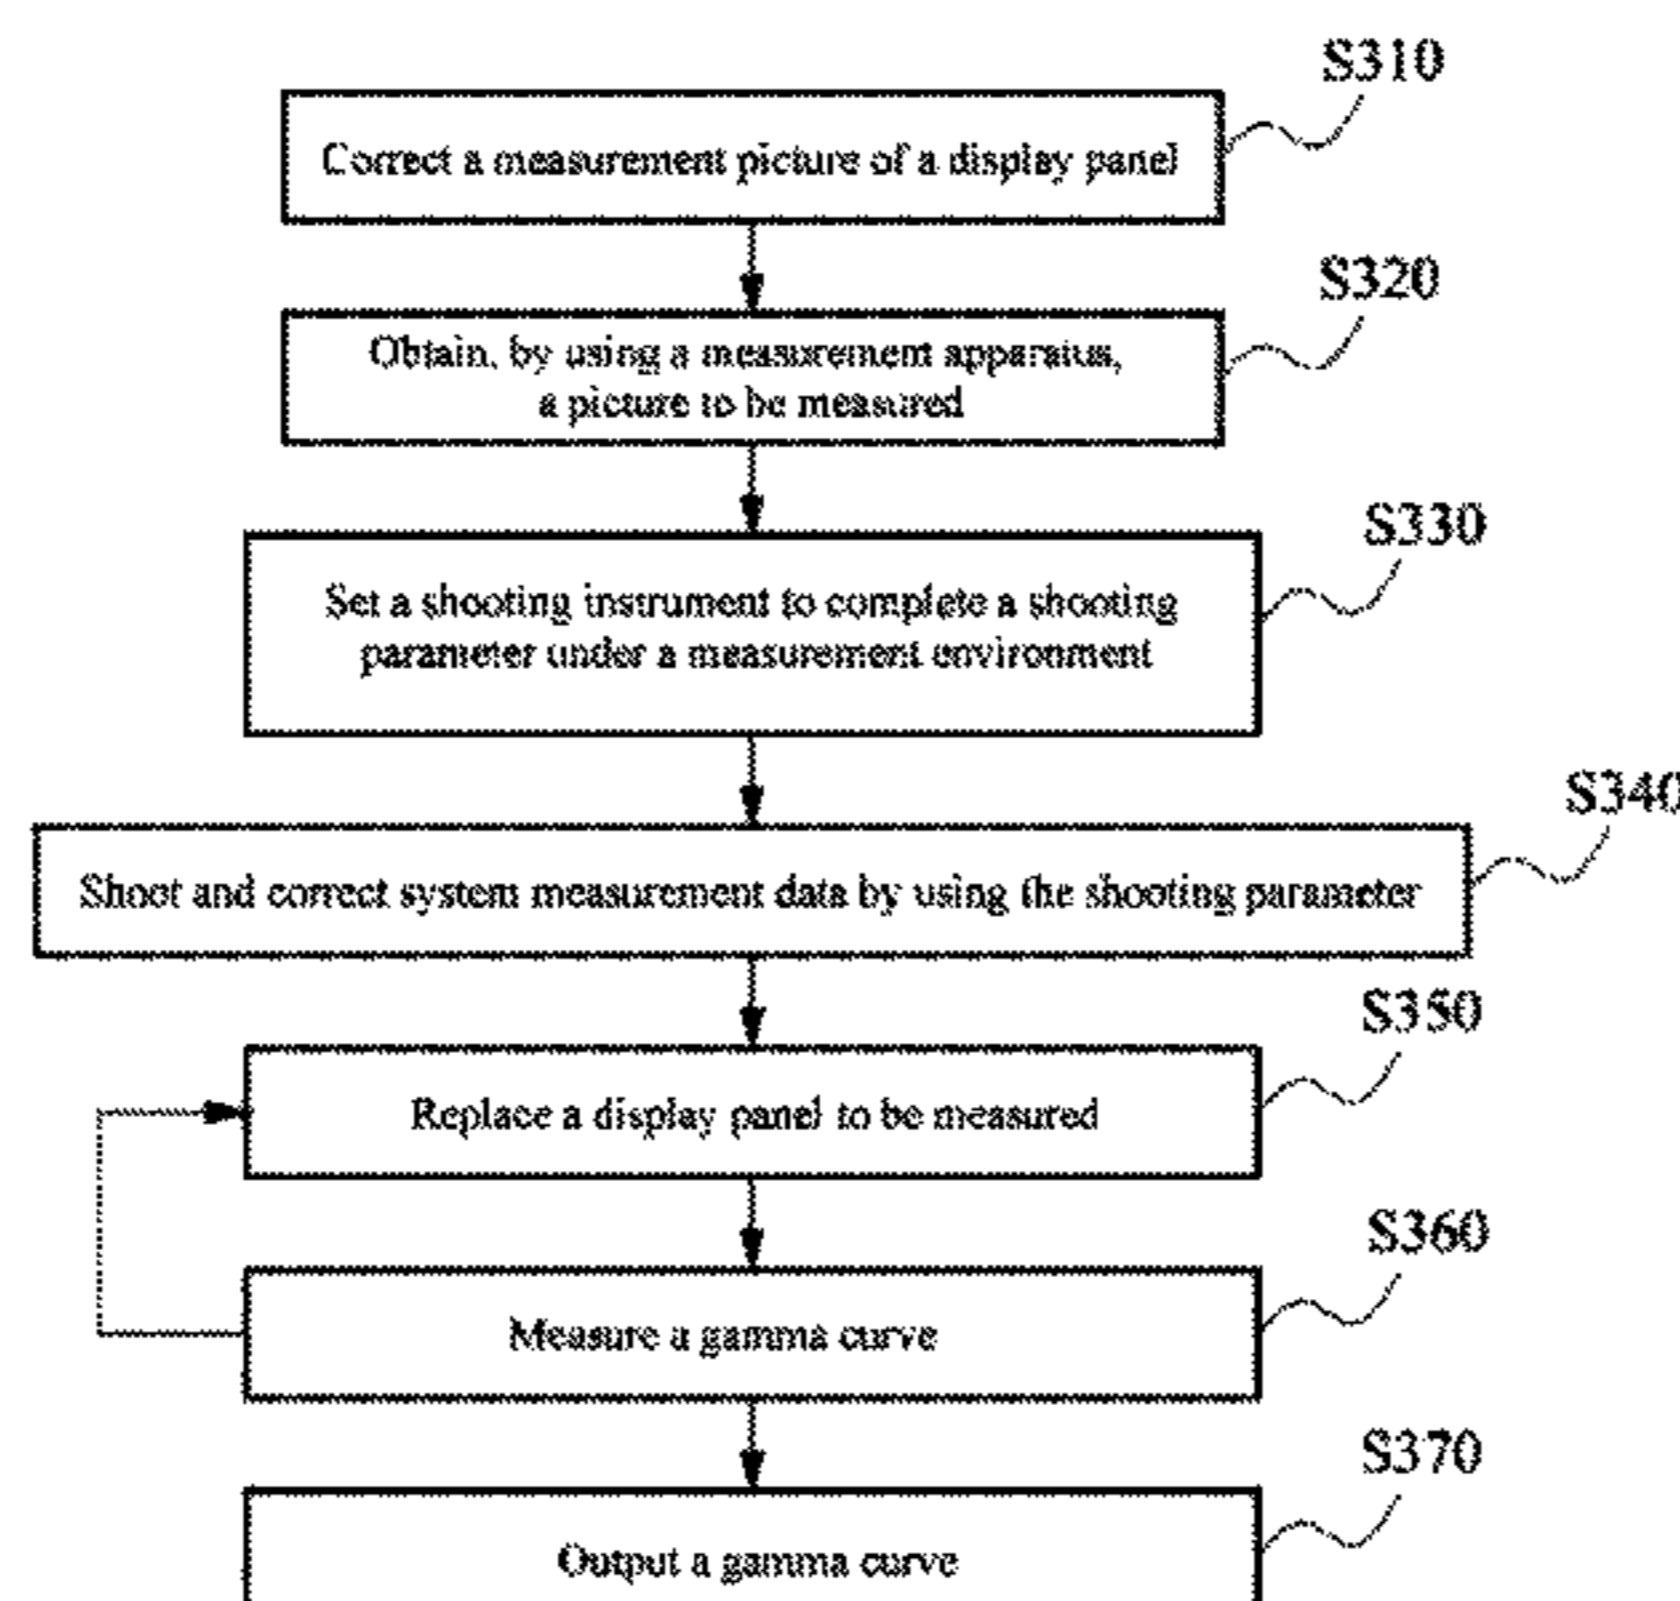 S310
Correct a measurement picture of a display panel
S320
Obtain, by using a measurement apparatus,
a picture to be measured
S330
Set a shooting instrument to complete a shooting
parameter under a measurement environment
S340
Shoot and correct system measurement data by using the shooting parameter
S350
Replace a display panel to be measured
S360
Measure a gamma curve
S370
Output a gamma curve